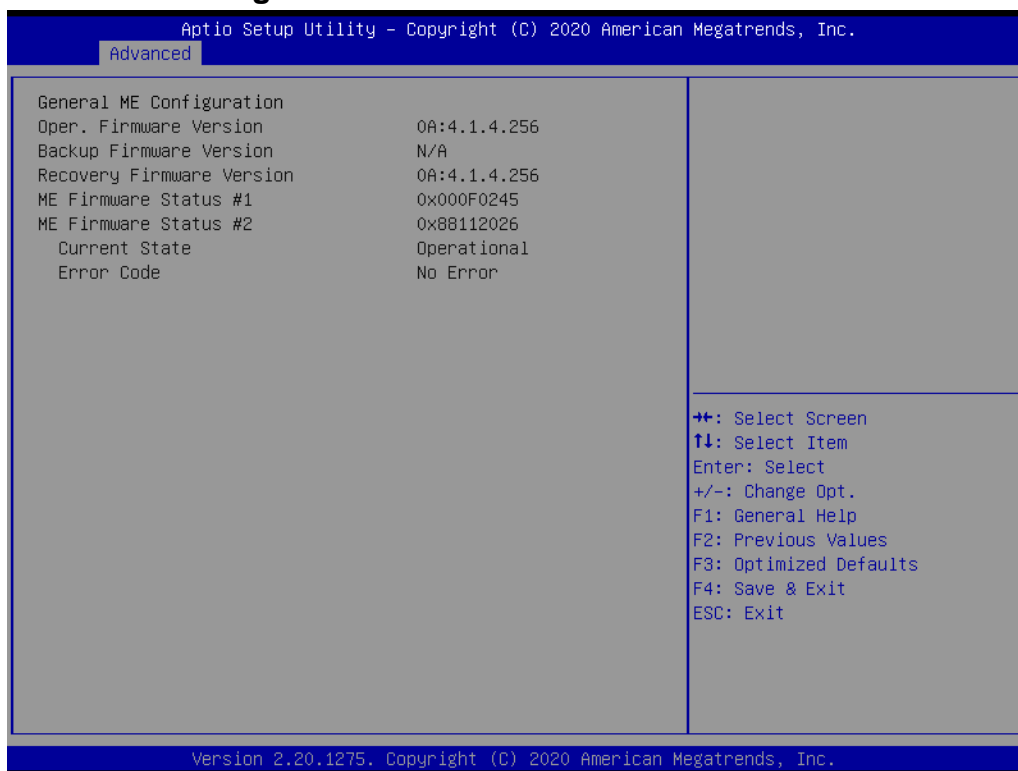 Aptio Setup Utility – Copyright (C) 2020 American Megatrends, Inc.
Advanced
General ME Configuration
Oper. Firmware Version 0A:4.1.4.256
Backup Firmware Version N/A
Recovery Firmware Version 0A:4.1.4.256
ME Firmware Status #1 0x000F0245
ME Firmware Status #2 0x88112026
Current State Operational
Error Code No Error
→←: Select Screen
↑↓: Select Item
Enter: Select
+/-: Change Opt.
F1: General Help
F2: Previous Values
F3: Optimized Defaults
F4: Save & Exit
ESC: Exit
Version 2.20.1275. Copyright (C) 2020 American Megatrends, Inc.